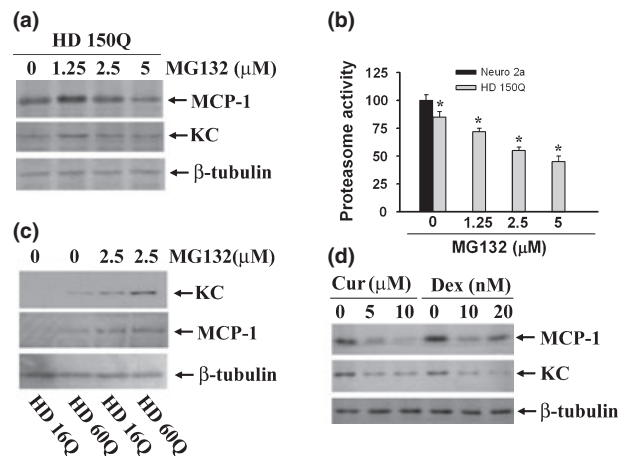 (a)
HD 150Q
0 1.25 2.5 5 MG132 (μM)
MCP-1
KC
β-tubulin
(b)
Proteasome activity
125
100
75
50
25
0
Neuro 2a
HD 150Q
* * * *
0 1.25 2.5 5
MG132 (μM)
(c)
0 0 2.5 2.5 MG132(μM)
KC
MCP-1
β-tubulin
HD 16Q HD 60Q HD 16Q HD 60Q
(d)
Cur (μM) Dex (nM)
0 5 10 0 10 20
MCP-1
KC
β-tubulin